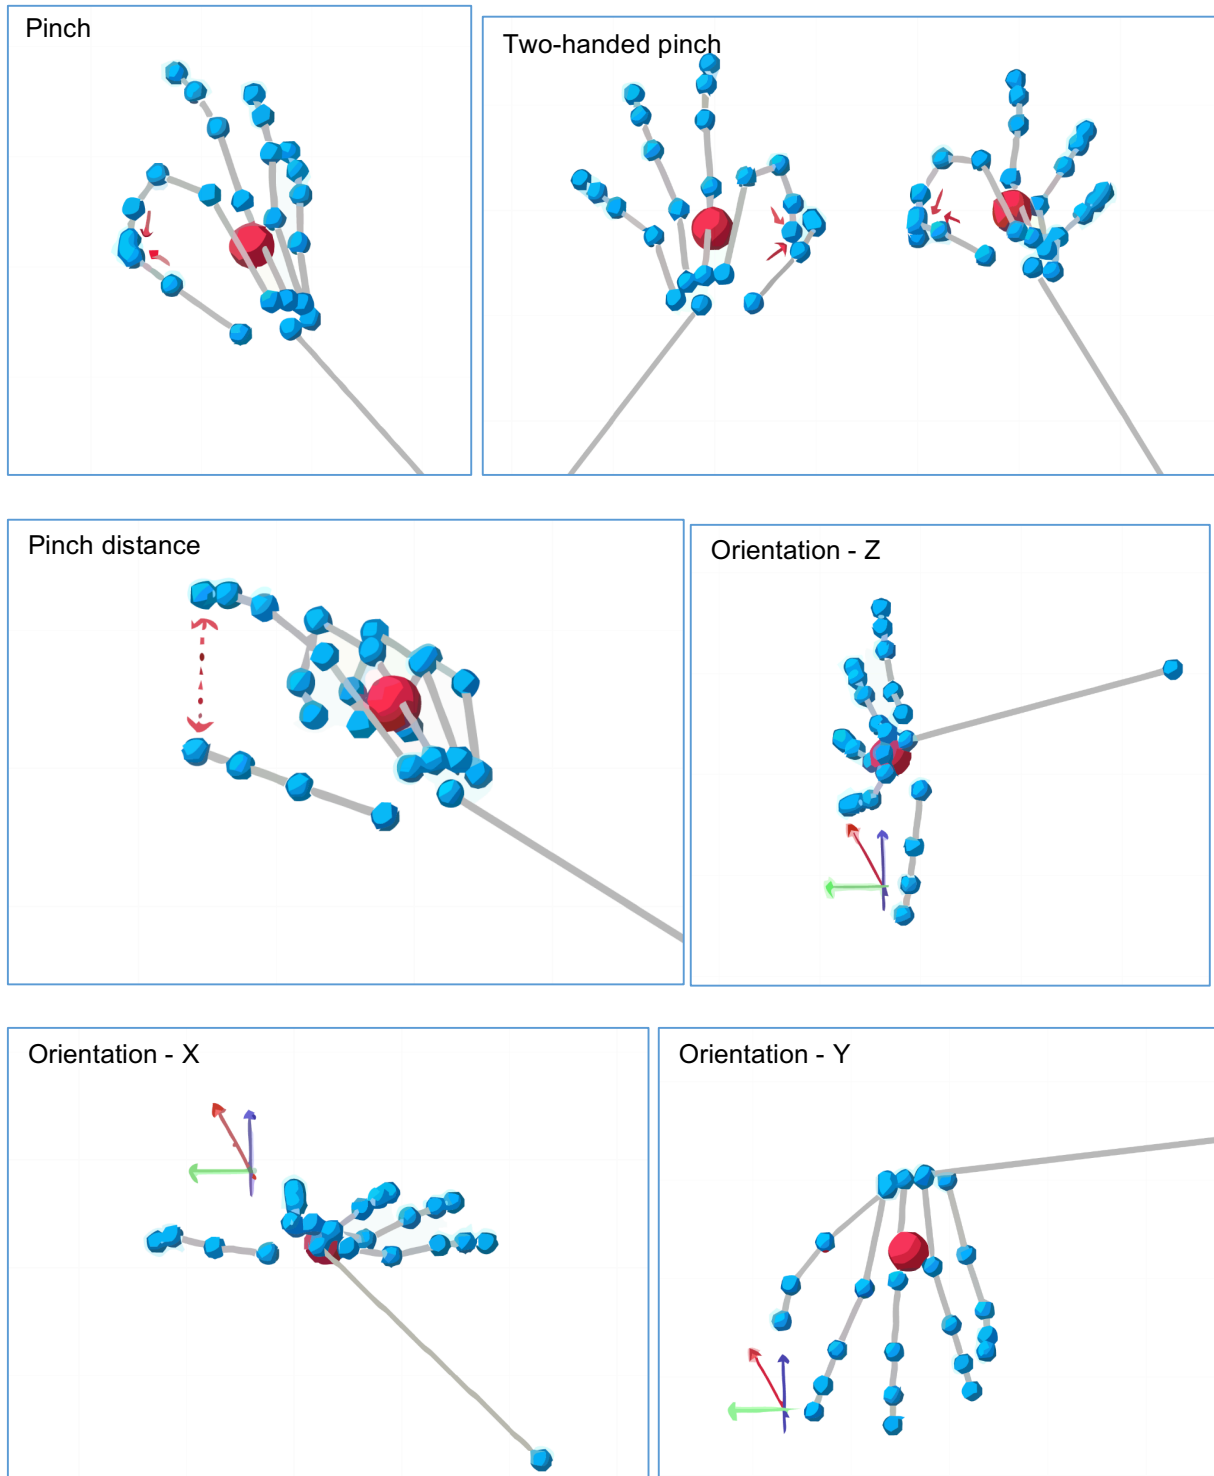 Pinch
Two-handed pinch
Pinch distance
Orientation - Z
Orientation - X
Orientation - Y